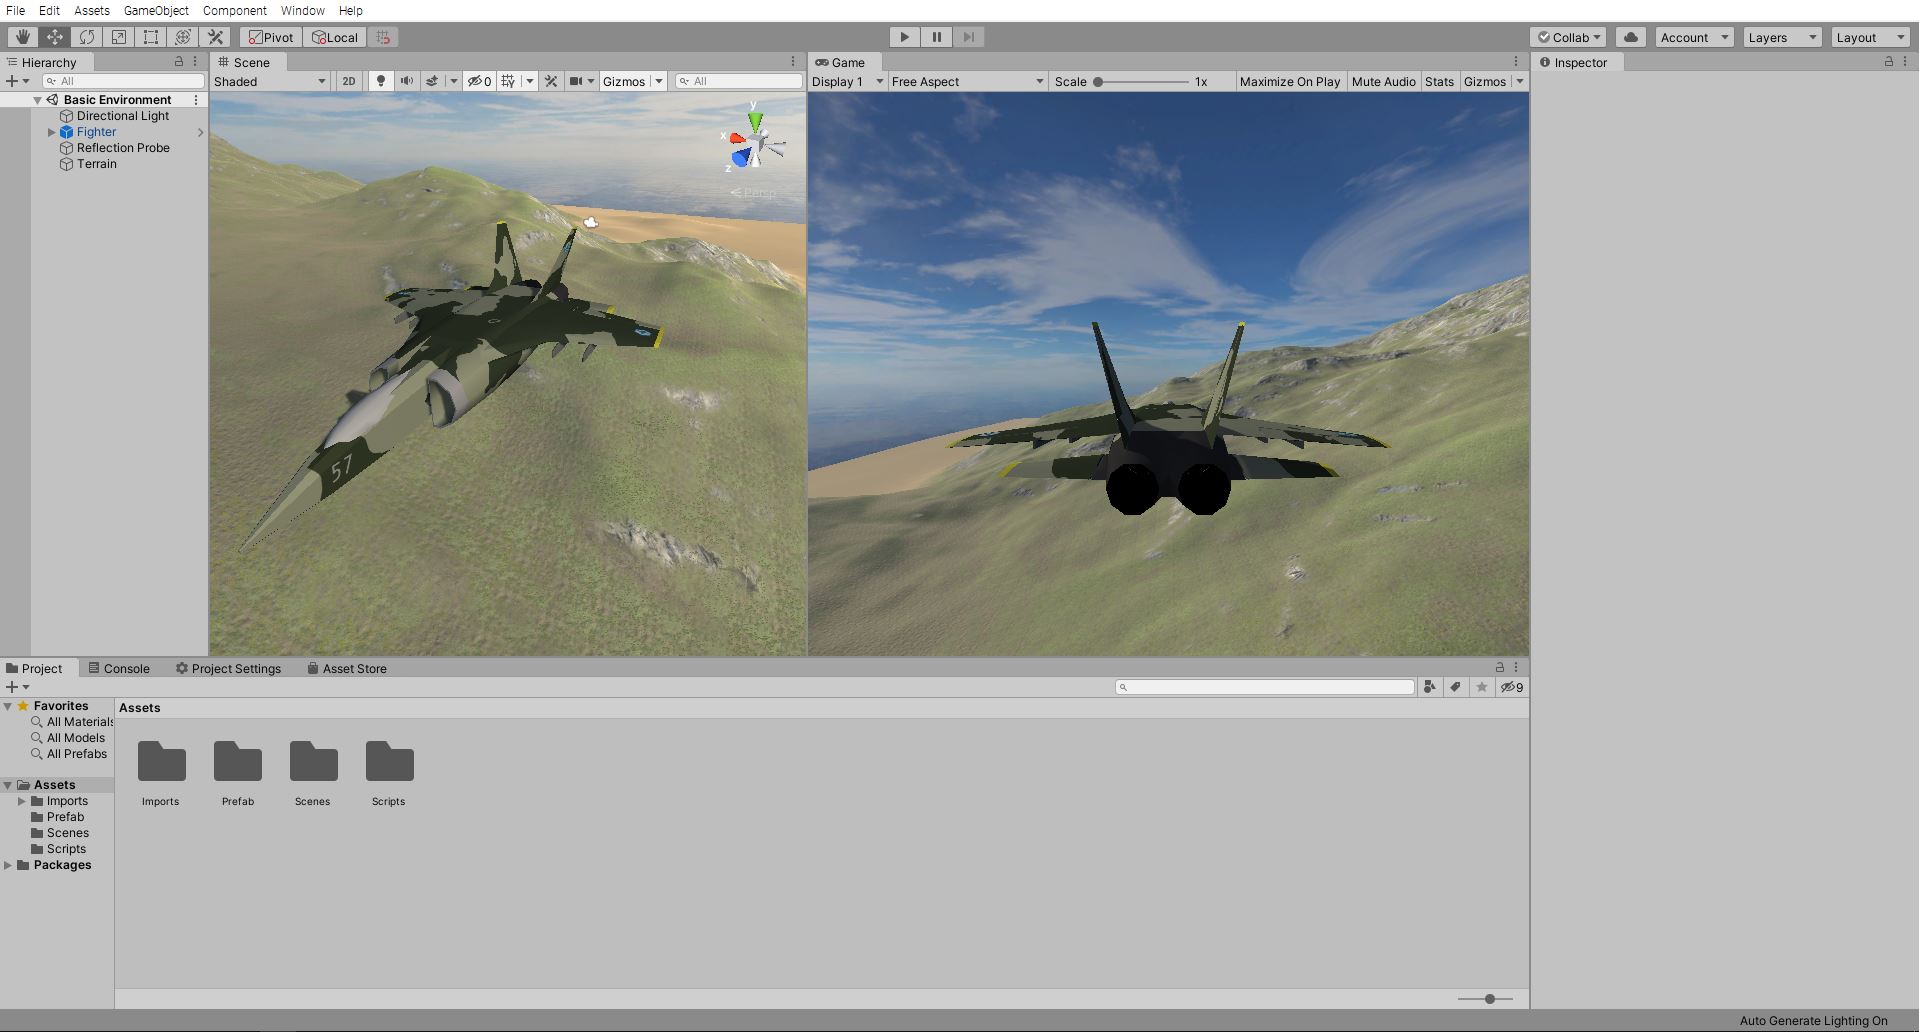 File Edit Assets GameObject Component Window Help
Pivot Local Collab Account Layers Layout
Hierarchy
All
Basic Environment
Directional Light
Fighter
Reflection Probe
Terrain
Scene
Shaded 2D 0 Gizmos All
y
x
z
Persp
57
Game
Display 1 Free Aspect Scale 1x Maximize On Play Mute Audio Stats Gizmos
Inspector
Project Console Project Settings Asset Store
9
Favorites
All Materials
All Models
All Prefabs
Assets
Imports
Prefab
Scenes
Scripts
Packages
Assets
Imports Prefab Scenes Scripts
Auto Generate Lighting On